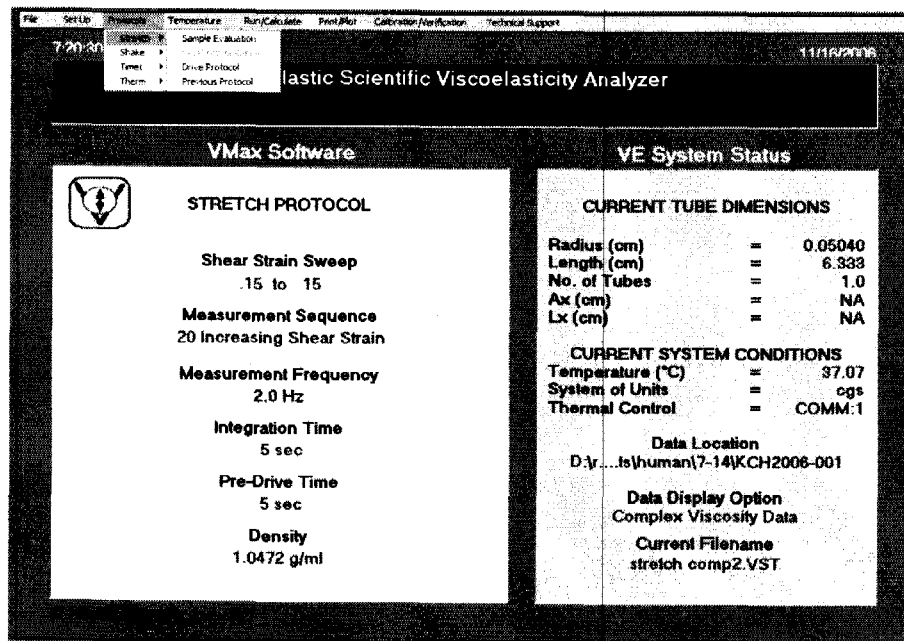 File Set Up Protocols Temperature Run/Calculate Print/Plot Calibration/Verification Technical Support
7:20:30
11/16/2006
Stretch Sample Evaluation
Shake
Timet Drive Protocol
Therm Previous Protocol
lastic Scientific Viscoelasticity Analyzer
VMax Software
STRETCH PROTOCOL
Shear Strain Sweep
.15 to 15
Measurement Sequence
20 Increasing Shear Strain
Measurement Frequency
2.0 Hz
Integration Time
5 sec
Pre-Drive Time
5 sec
Density
1.0472 g/ml
VE System Status
CURRENT TUBE DIMENSIONS
Radius (cm) = 0.05040
Length (cm) = 6.333
No. of Tubes = 1.0
Ax (cm) = NA
Lx (cm) = NA
CURRENT SYSTEM CONDITIONS
Temperature (°C) = 37.07
System of Units = cgs
Thermal Control = COMM:1
Data Location
D:\r....ts\human\7-14\KCH2006-001
Data Display Option
Complex Viscosity Data
Current Filename
stretch comp2.VST